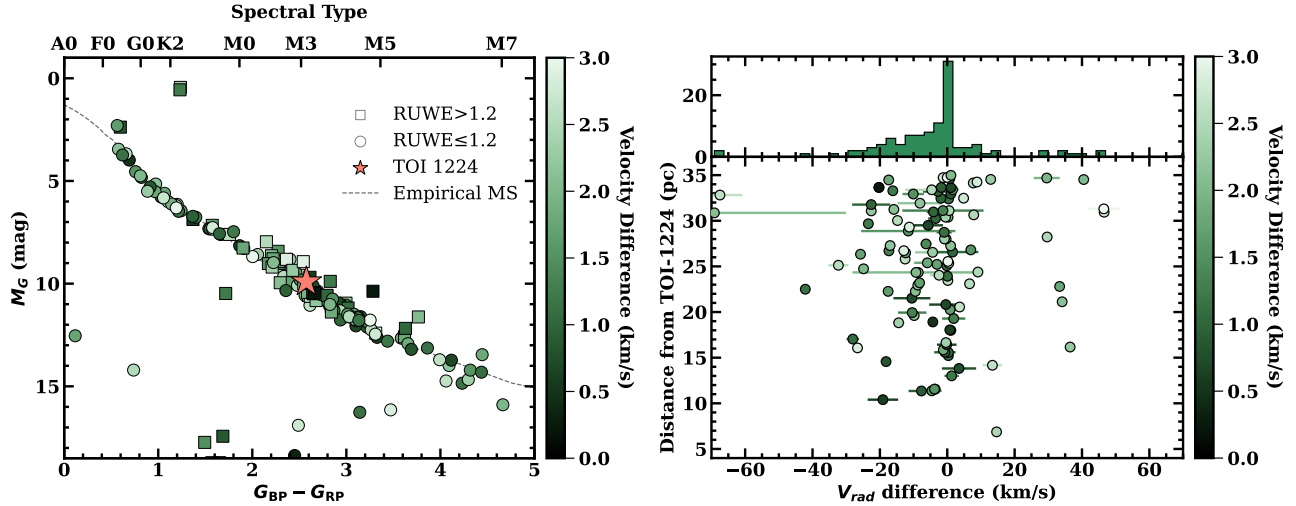 Spectral Type
A0 F0 G0 K2 M0 M3 M5 M7
0
5
10
15
M_G (mag)
RUWE>1.2
RUWE≤1.2
TOI 1224
Empirical MS
0 1 2 3 4 5
G_BP − G_RP
3.0
2.5
2.0
1.5
1.0
0.5
0.0
Velocity Difference (km/s)
20
0
35
30
25
20
15
10
5
Distance from TOI-1224 (pc)
−60 −40 −20 0 20 40 60
V_rad difference (km/s)
3.0
2.5
2.0
1.5
1.0
0.5
0.0
Velocity Difference (km/s)